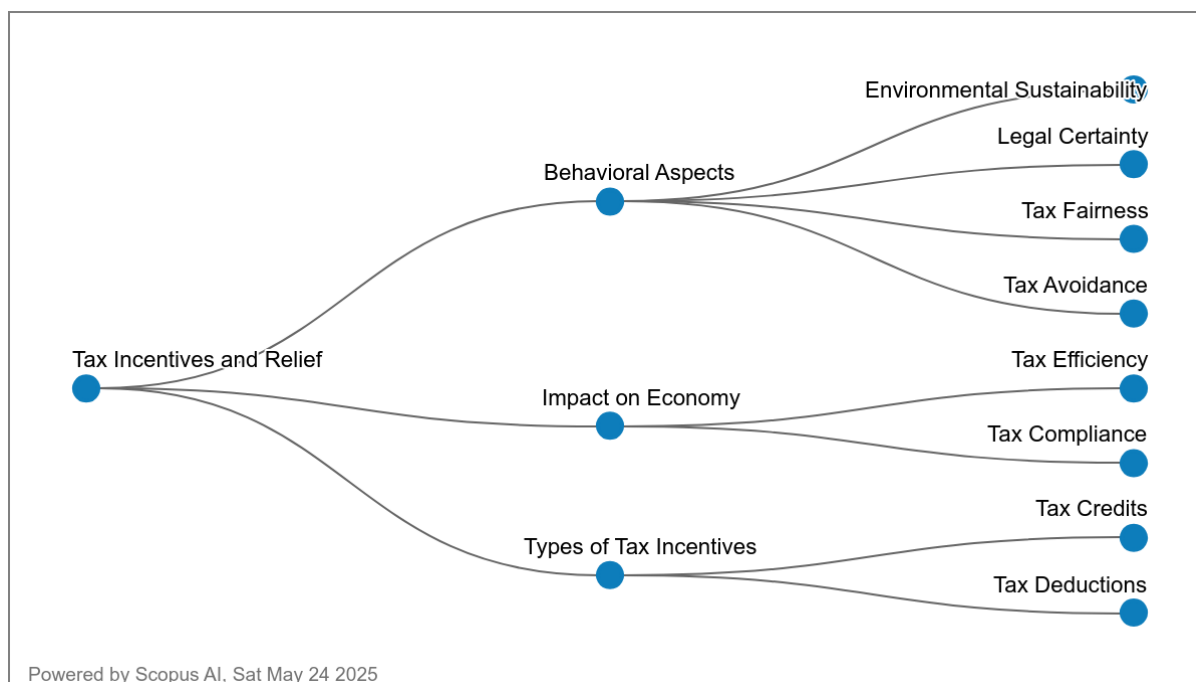 Environmental Sustainability
Legal Certainty
Behavioral Aspects
Tax Fairness
Tax Avoidance
Tax Incentives and Relief
Tax Efficiency
Impact on Economy
Tax Compliance
Tax Credits
Types of Tax Incentives
Tax Deductions
Powered by Scopus AI, Sat May 24 2025